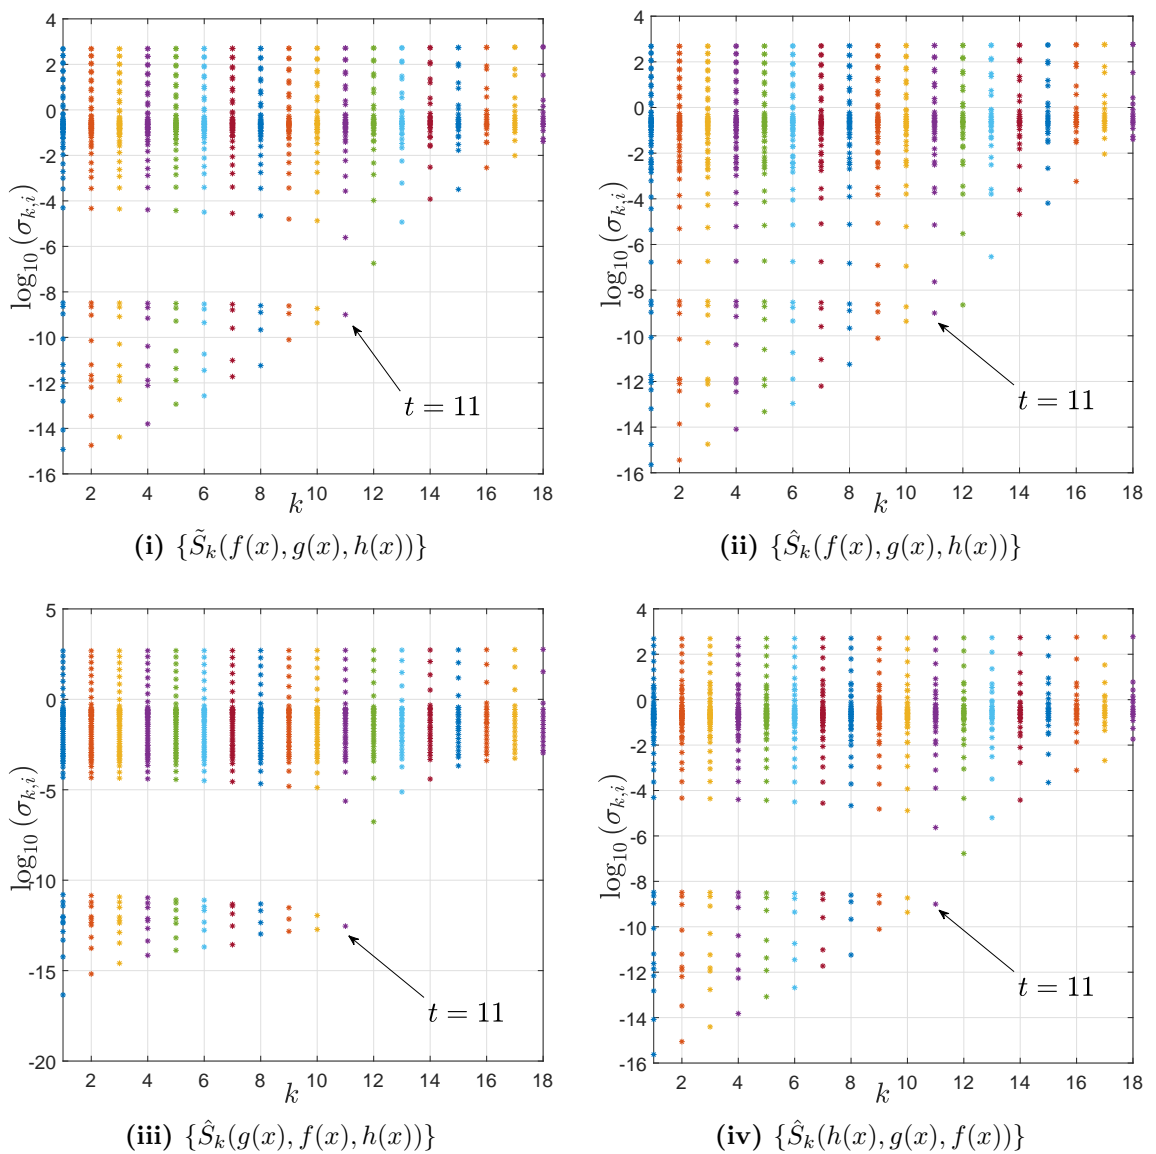 4
2
0
-2
-4
-6
-8
-10
-12
-14
-16
log₁₀(σₖ,ᵢ)
t = 11
2 4 6 8 10 12 14 16 18
k
(i) {S̃ₖ(f(x), g(x), h(x))}
4
2
0
-2
-4
-6
-8
-10
-12
-14
-16
log₁₀(σₖ,ᵢ)
t = 11
2 4 6 8 10 12 14 16 18
k
(ii) {Ŝₖ(f(x), g(x), h(x))}
5
0
-5
-10
-15
-20
log₁₀(σₖ,ᵢ)
t = 11
2 4 6 8 10 12 14 16 18
k
(iii) {Ŝₖ(g(x), f(x), h(x))}
4
2
0
-2
-4
-6
-8
-10
-12
-14
-16
log₁₀(σₖ,ᵢ)
t = 11
2 4 6 8 10 12 14 16 18
k
(iv) {Ŝₖ(h(x), g(x), f(x))}